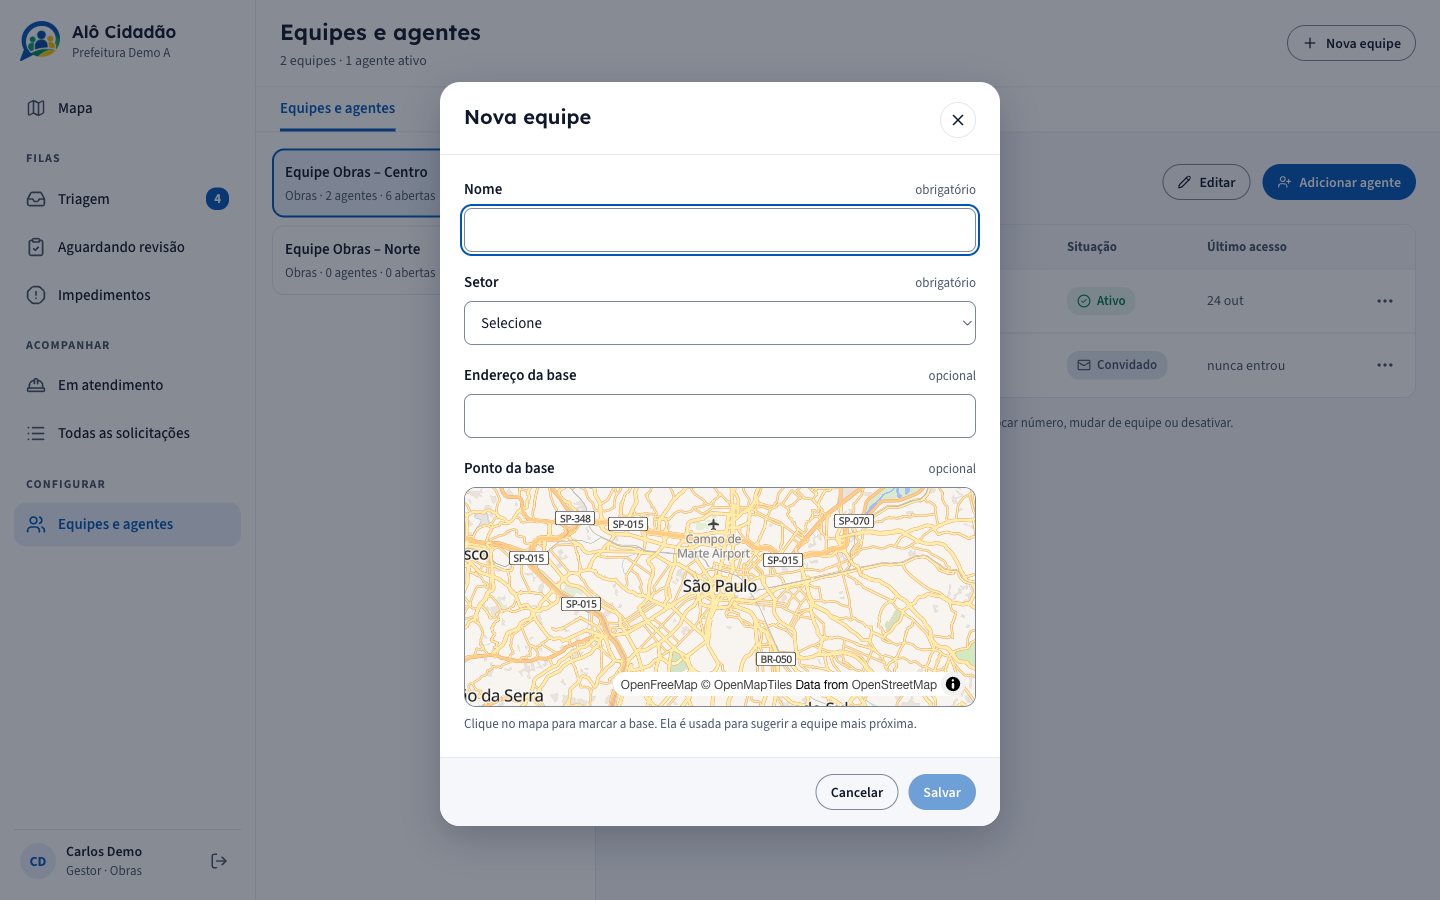 Alô Cidadão
Prefeitura Demo A
Mapa
FILAS
Triagem
4
Aguardando revisão
Impedimentos
ACOMPANHAR
Em atendimento
Todas as solicitações
CONFIGURAR
Equipes e agentes
CD
Carlos Demo
Gestor · Obras
Equipes e agentes
2 equipes · 1 agente ativo
Nova equipe
Equipes e agentes
Equipe Obras – Centro
Obras · 2 agentes · 6 abertas
Equipe Obras – Norte
Obras · 0 agentes · 0 abertas
Editar
Adicionar agente
Situação
Último acesso
Ativo
24 out
Convidado
nunca entrou
número, mudar de equipe ou desativar.
Nova equipe
Nome
obrigatório
Setor
obrigatório
Selecione
Endereço da base
opcional
Ponto da base
opcional
SP-348
SP-015
SP-070
Campo de
Marte Airport
sco
SP-015
SP-015
São Paulo
SP-015
BR-050
OpenFreeMap © OpenMapTiles Data from OpenStreetMap
o da Serra
Clique no mapa para marcar a base. Ela é usada para sugerir a equipe mais próxima.
Cancelar
Salvar